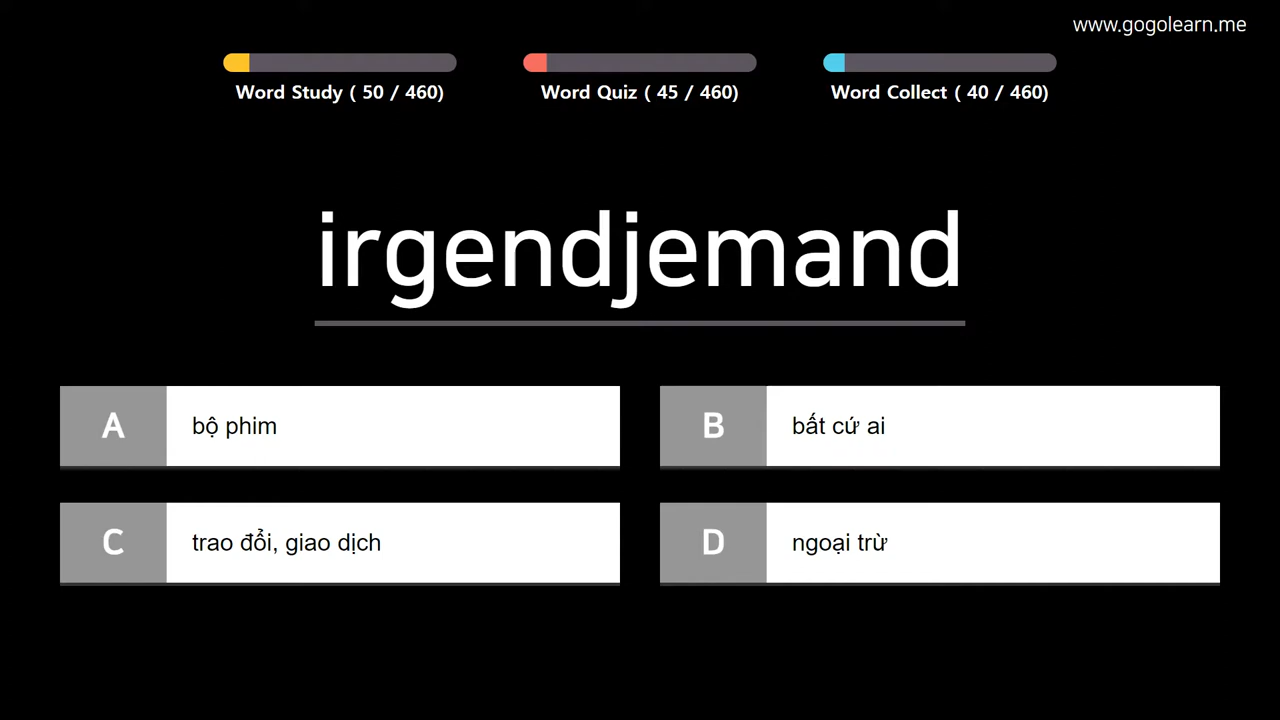 www.gogolearn.me
Word Study ( 50 / 460)
Word Quiz ( 45 / 460)
Word Collect ( 40 / 460)
irgendjemand
A bộ phim
B bất cứ ai
C trao đổi, giao dịch
D ngoại trừ